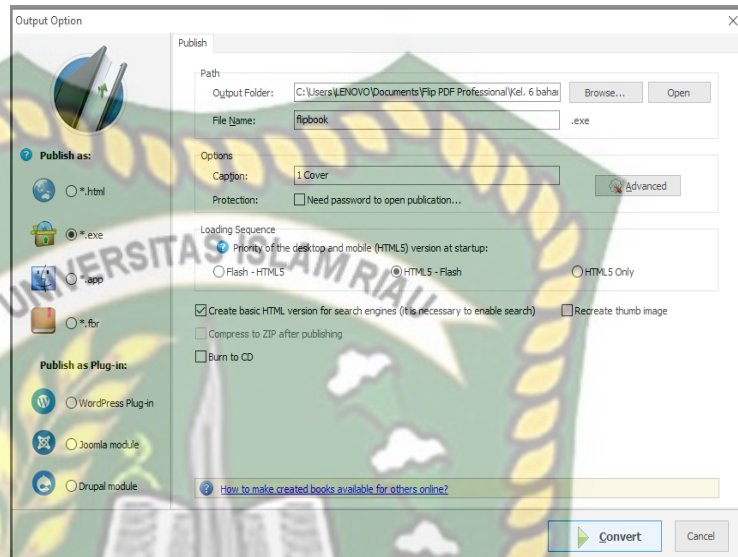 Output Option
Publish
Path
Output Folder: C:\Users\LENOVO\Documents\Flip PDF Professional\Kel. 6 bahai Browse... Open
File Name: flipbook .exe
Publish as:
Options
Caption: 1 Cover
Advanced
*.html
Protection: Need password to open publication...
*.exe
Loading Sequence
Priority of the desktop and mobile (HTML5) version at startup:
Flash - HTML5 HTML5 - Flash HTML5 Only
UNIVERSITAS ISLAM RIAU
*.app
Create basic HTML version for search engines (it is necessary to enable search) Recreate thumb image
*.fbr
Compress to ZIP after publishing
Burn to CD
Publish as Plug-in:
WordPress Plug-in
Joomla module
Drupal module
How to make created books available for others online?
Convert Cancel